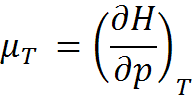 μ_T = (∂H/∂p)_T